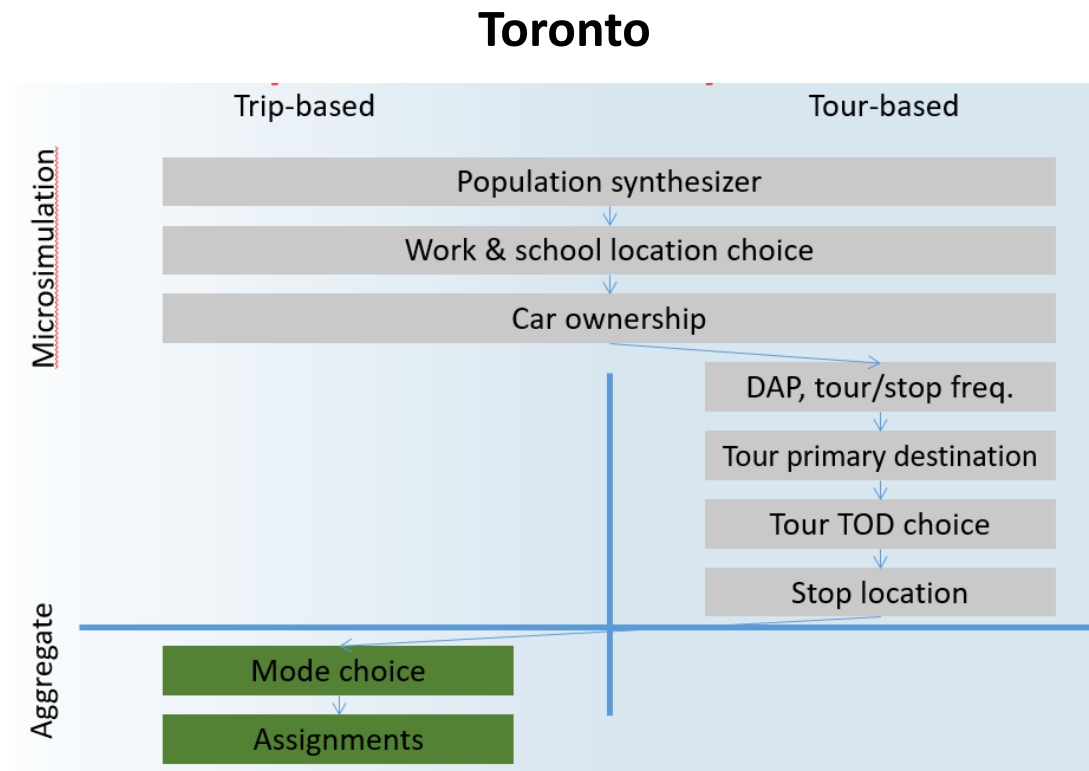 Toronto
Trip-based
Tour-based
Microsimulation
Population synthesizer
Work & school location choice
Car ownership
DAP, tour/stop freq.
Tour primary destination
Tour TOD choice
Stop location
Aggregate
Mode choice
Assignments